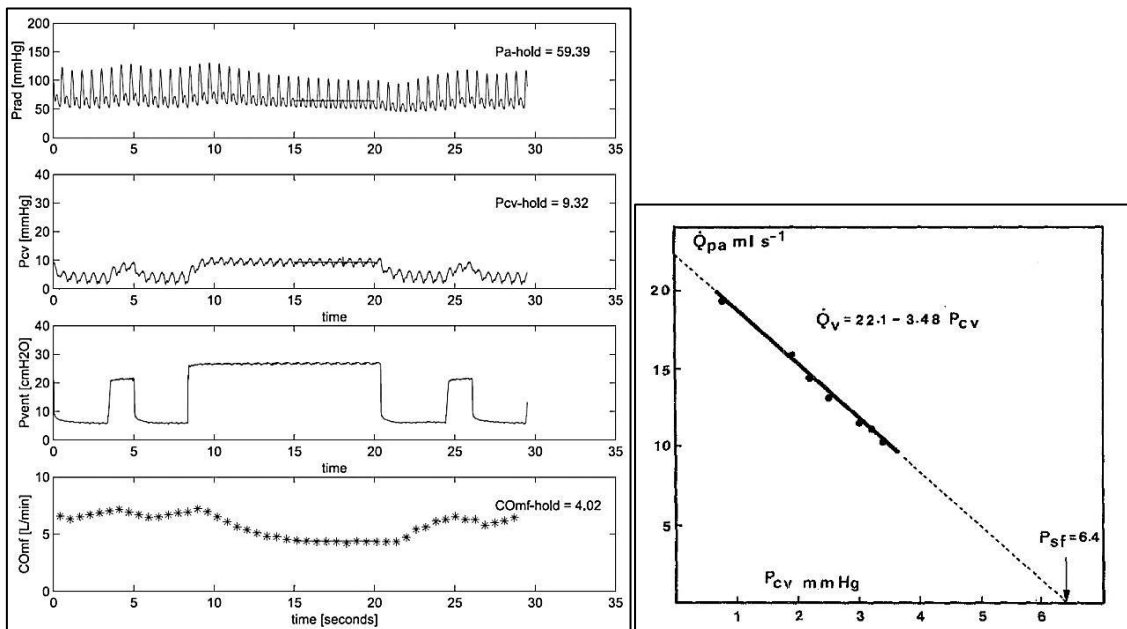 200
150
100
50
0
Prad [mmHg]
Pa-hold = 59.39
0 5 10 15 20 25 30 35
40
30
20
10
0
Pcv [mmHg]
Pcv-hold = 9.32
0 5 10 15 20 25 30 35
time
40
30
20
10
0
Pvent [cmH2O]
0 5 10 15 20 25 30 35
time
10
5
0
COmf [L/min]
COmf-hold = 4.02
0 5 10 15 20 25 30 35
time [seconds]
Q̇pa ml s⁻¹
20
Q̇v = 22.1 – 3.48 Pcv
15
10
5
Psf = 6.4
Pcv mmHg
1 2 3 4 5 6